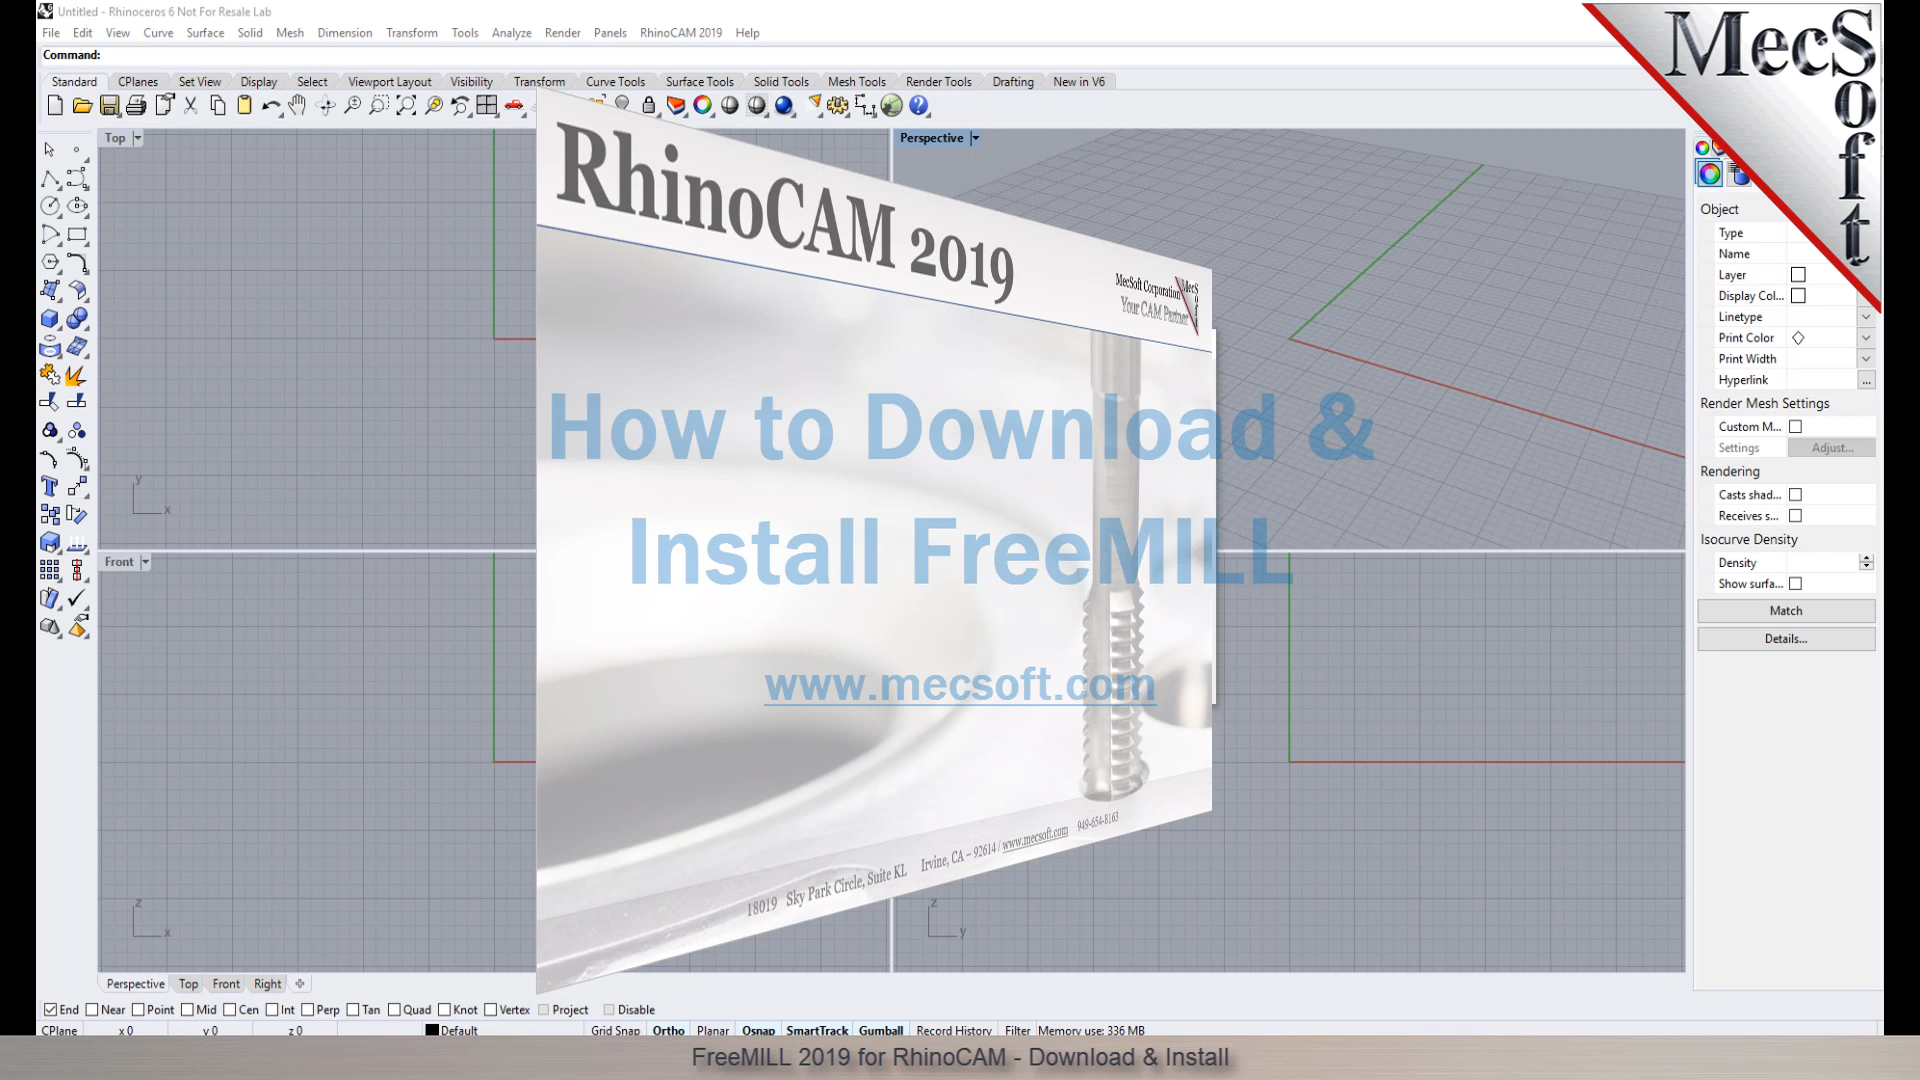 Untitled - Rhinoceros 6 Not For Resale Lab
File Edit View Curve Surface Solid Mesh Dimension Transform Tools Analyze Render Panels RhinoCAM 2019 Help
Command:
Standard CPlanes Set View Display Select Viewport Layout Visibility Transform Curve Tools Surface Tools Solid Tools Mesh Tools Render Tools Drafting New in V6
Top
Perspective
RhinoCAM 2019
MecSoft Corporation
Your CAM Partner
MecSoft
How to Download &
Install FreeMILL
www.mecsoft.com
18019 Sky Park Circle, Suite KL Irvine, CA – 92614 / www.mecsoft.com 949-654-8163
MecSoft
Object
Type
Name
Layer
Display Col...
Linetype
Print Color
Print Width
Hyperlink ...
Render Mesh Settings
Custom M...
Settings Adjust...
Rendering
Casts shad...
Receives s...
Isocurve Density
Density
Show surfa...
Match
Details...
y
x
Front
z
x
z
y
Perspective Top Front Right
End Near Point Mid Cen Int Perp Tan Quad Knot Vertex Project Disable
CPlane x 0 y 0 z 0 Default Grid Snap Ortho Planar Osnap SmartTrack Gumball Record History Filter Memory use: 336 MB
FreeMILL 2019 for RhinoCAM - Download & Install